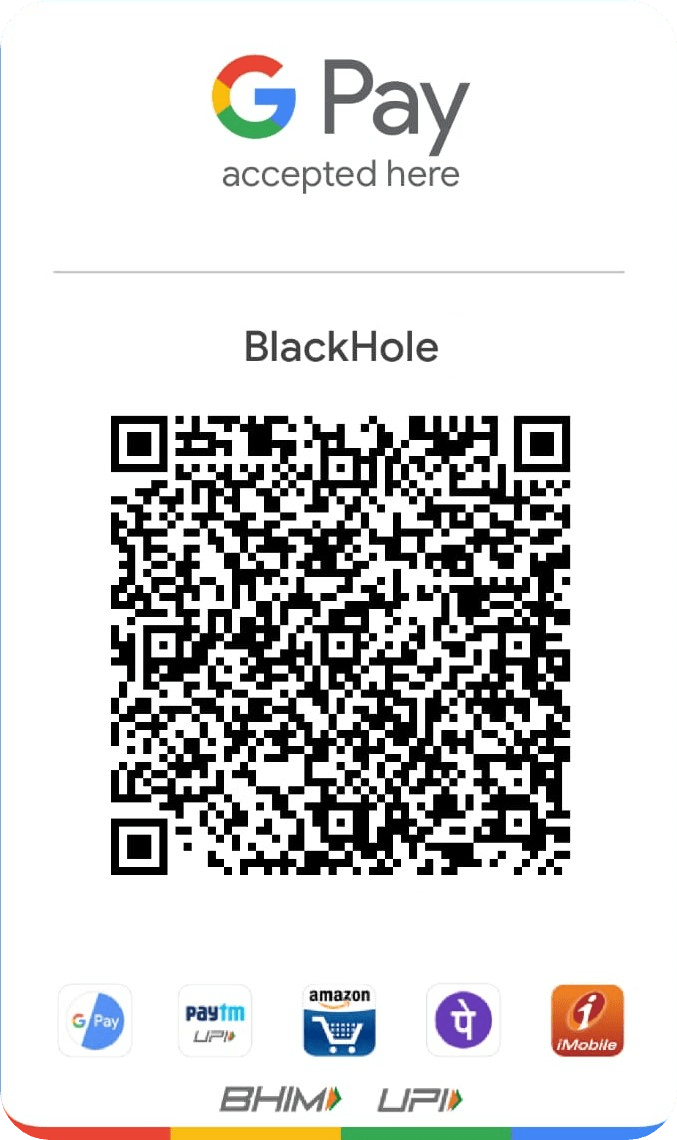 G Pay
accepted here
BlackHole
G Pay
paytm
UPI
amazon
पे
iMobile
BHIM UPI